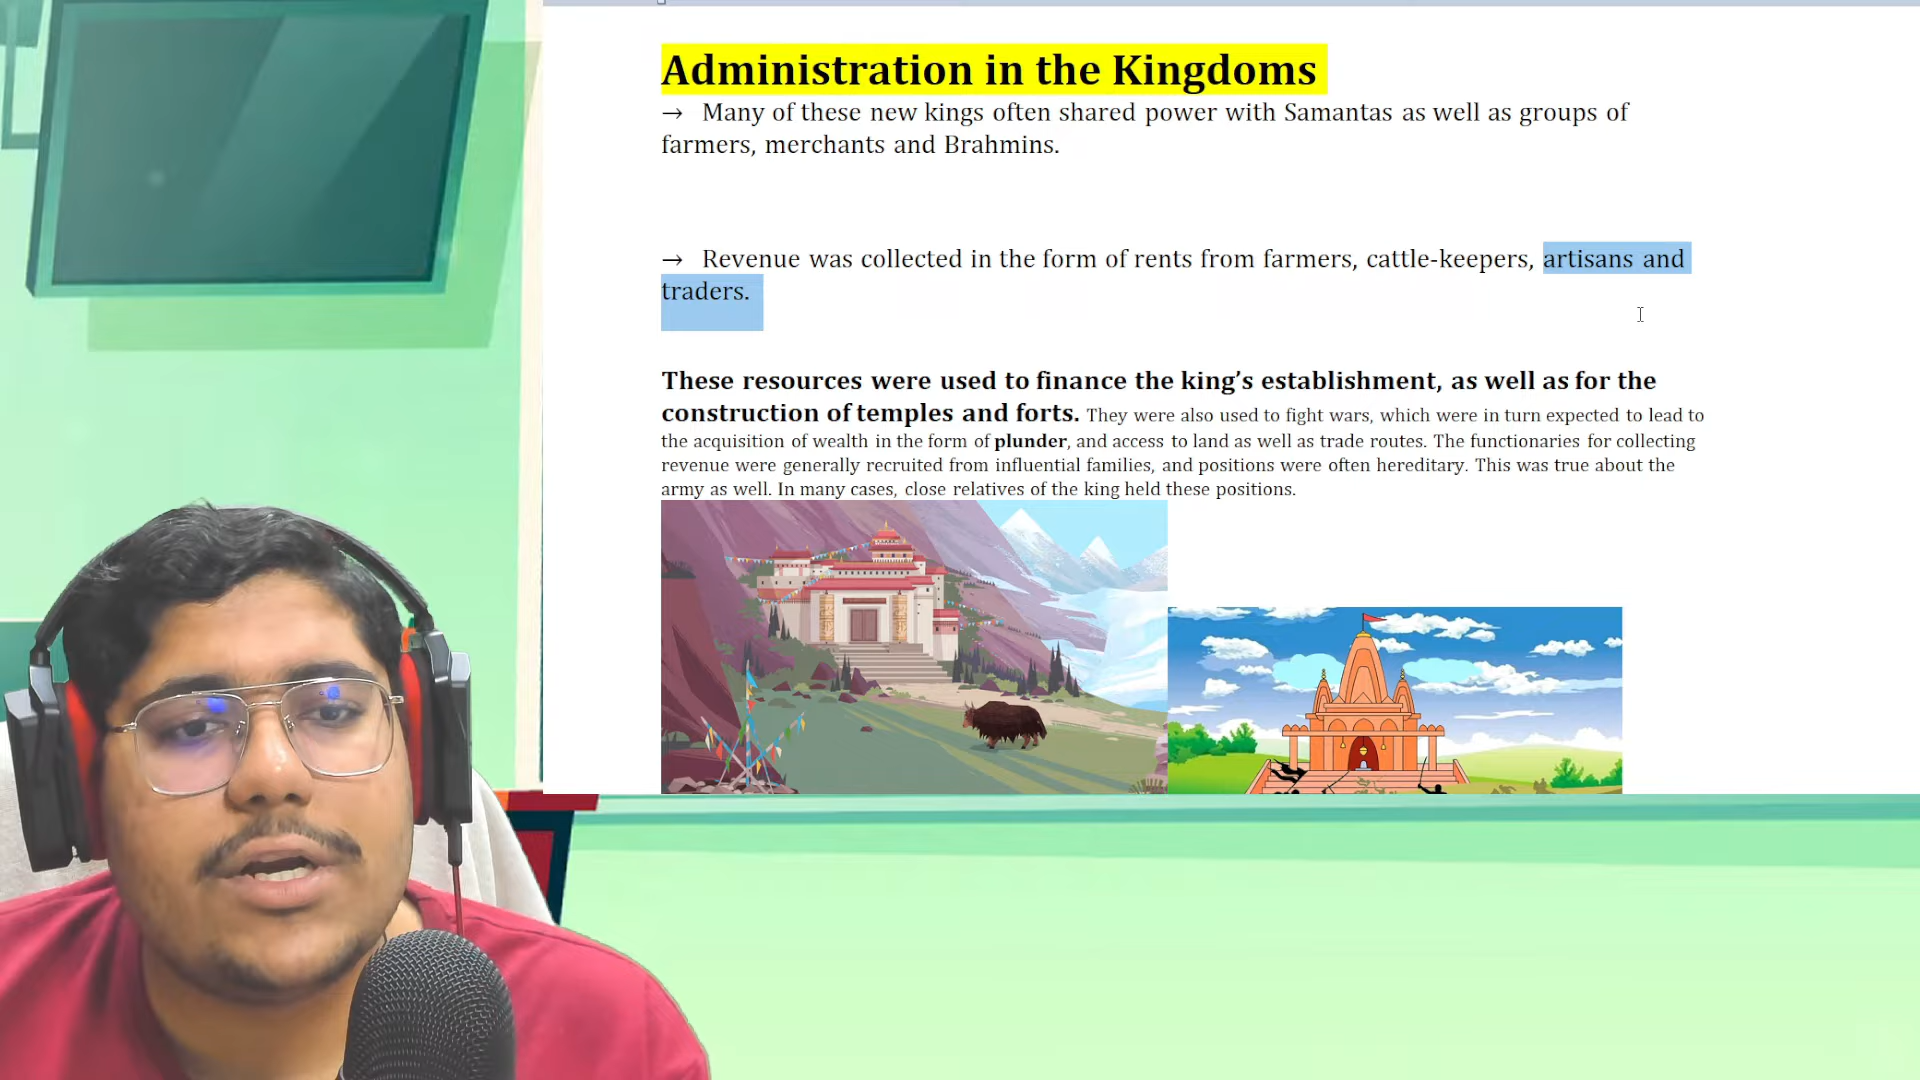 Administration in the Kingdoms
→ Many of these new kings often shared power with Samantas as well as groups of
farmers, merchants and Brahmins.
→ Revenue was collected in the form of rents from farmers, cattle-keepers, artisans and
traders.
These resources were used to finance the king’s establishment, as well as for the
construction of temples and forts. They were also used to fight wars, which were in turn expected to lead to
the acquisition of wealth in the form of plunder, and access to land as well as trade routes. The functionaries for collecting
revenue were generally recruited from influential families, and positions were often hereditary. This was true about the
army as well. In many cases, close relatives of the king held these positions.